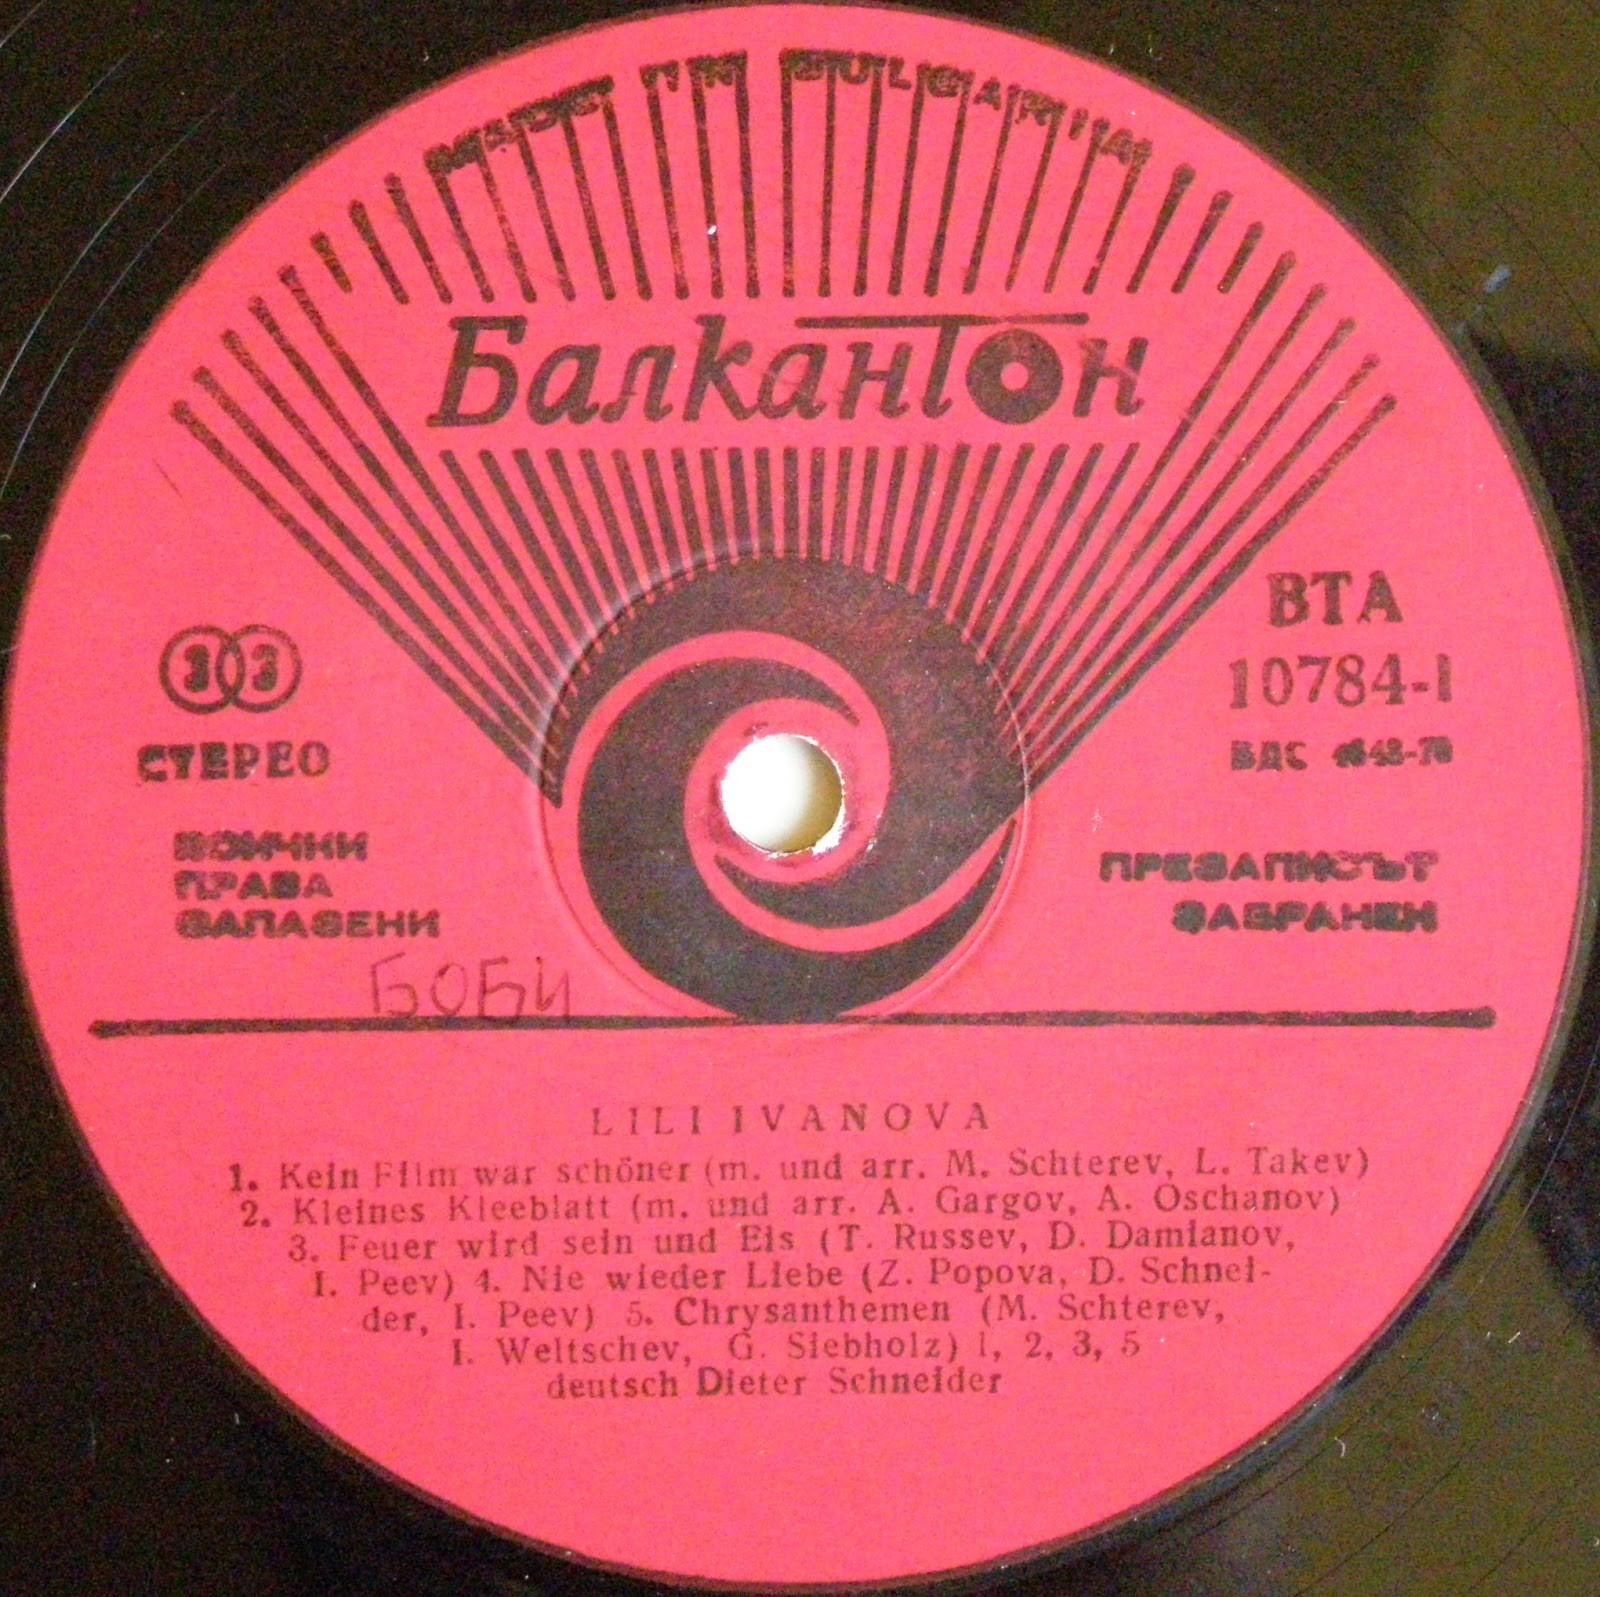 MADE IN BULGARIA
Балкантон
33
СТЕРЕО
ВСИЧКИ
ПРАВА
ЗАПАЗЕНИ
ВТА
10784-1
ВДС
ПРЕЗАПИСЪТ
ЗАБРАНЕН
БОБИ
LILI IVANOVA
1. Kein Film war schöner (m. und arr. M. Schterev, L. Takev)
2. Kleines Kleeblatt (m. und arr. A. Gargov, A. Oschanov)
3. Feuer wird sein und Eis (T. Russev, D. Damianov,
I. Peev) 4. Nie wieder Liebe (Z. Popova, D. Schnei-
der, I. Peev) 5. Chrysanthemen (M. Schterev,
I. Weltschev, G. Siebholz) 1, 2, 3, 5
deutsch Dieter Schneider